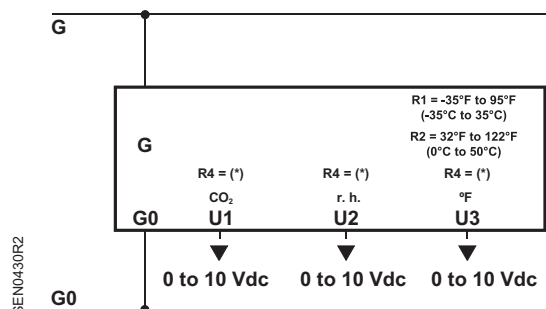 G
R1 = -35°F to 95°F
(-35°C to 35°C)
R2 = 32°F to 122°F
(0°C to 50°C)
G
R4 = (*) R4 = (*) R4 = (*)
CO₂ r. h. °F
G0 U1 U2 U3
0 to 10 Vdc 0 to 10 Vdc 0 to 10 Vdc
G0
SEN0430R2